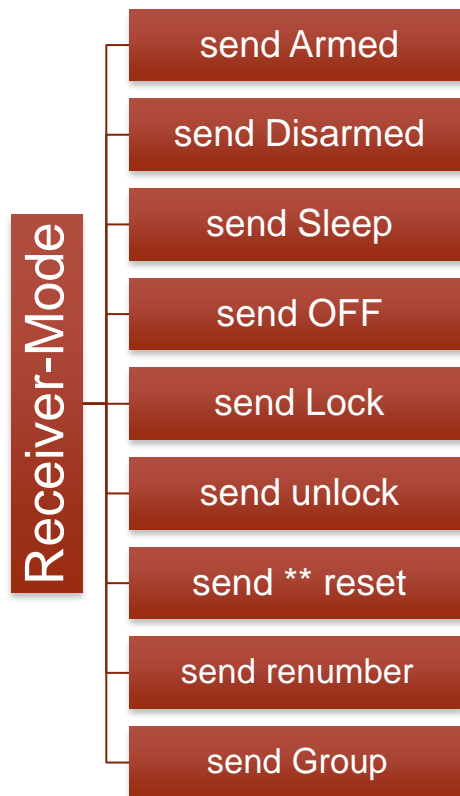 Receiver-Mode
send Armed
send Disarmed
send Sleep
send OFF
send Lock
send unlock
send ** reset
send renumber
send Group